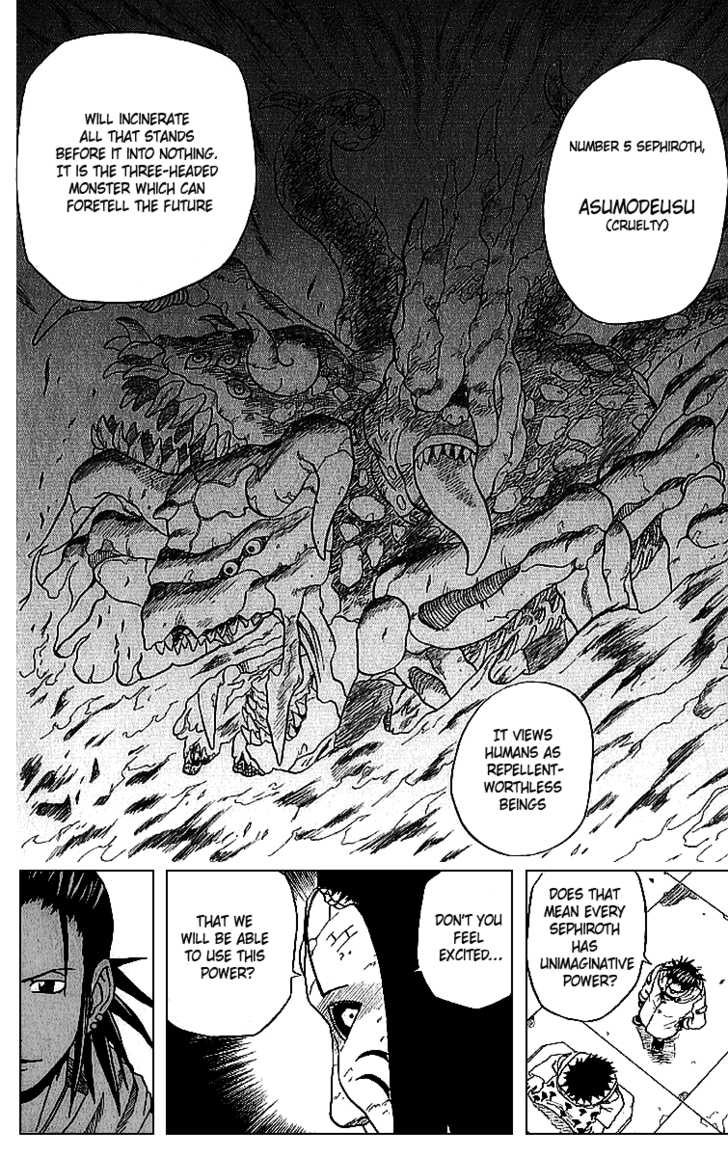 NUMBER 5 SEPHIROTH,
ASUMODEUSU
(CRUELTY)
WILL INCINERATE
ALL THAT STANDS
BEFORE IT INTO NOTHING.
IT IS THE THREE-HEADED
MONSTER WHICH CAN
FORETELL THE FUTURE
IT VIEWS
HUMANS AS
REPELLENT-
WORTHLESS
BEINGS
DOES THAT
MEAN EVERY
SEPHIROTH
HAS
UNIMAGINATIVE
POWER?
DON'T YOU
FEEL
EXCITED...
THAT WE
WILL BE ABLE
TO USE THIS
POWER?